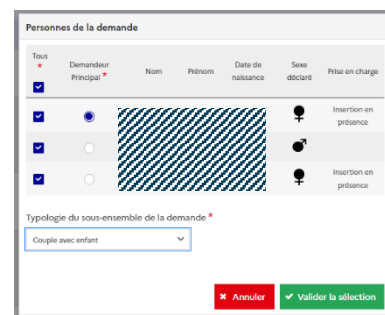 Personnes de la demande
Tous
*
Demandeur
Principal *
Nom
Prénom
Date de
naissance
Sexe
déclaré
Prise en charge
Insertion en
présence
Insertion en
présence
Typologie du sous-ensemble de la demande *
Couple avec enfant
Annuler
Valider la sélection